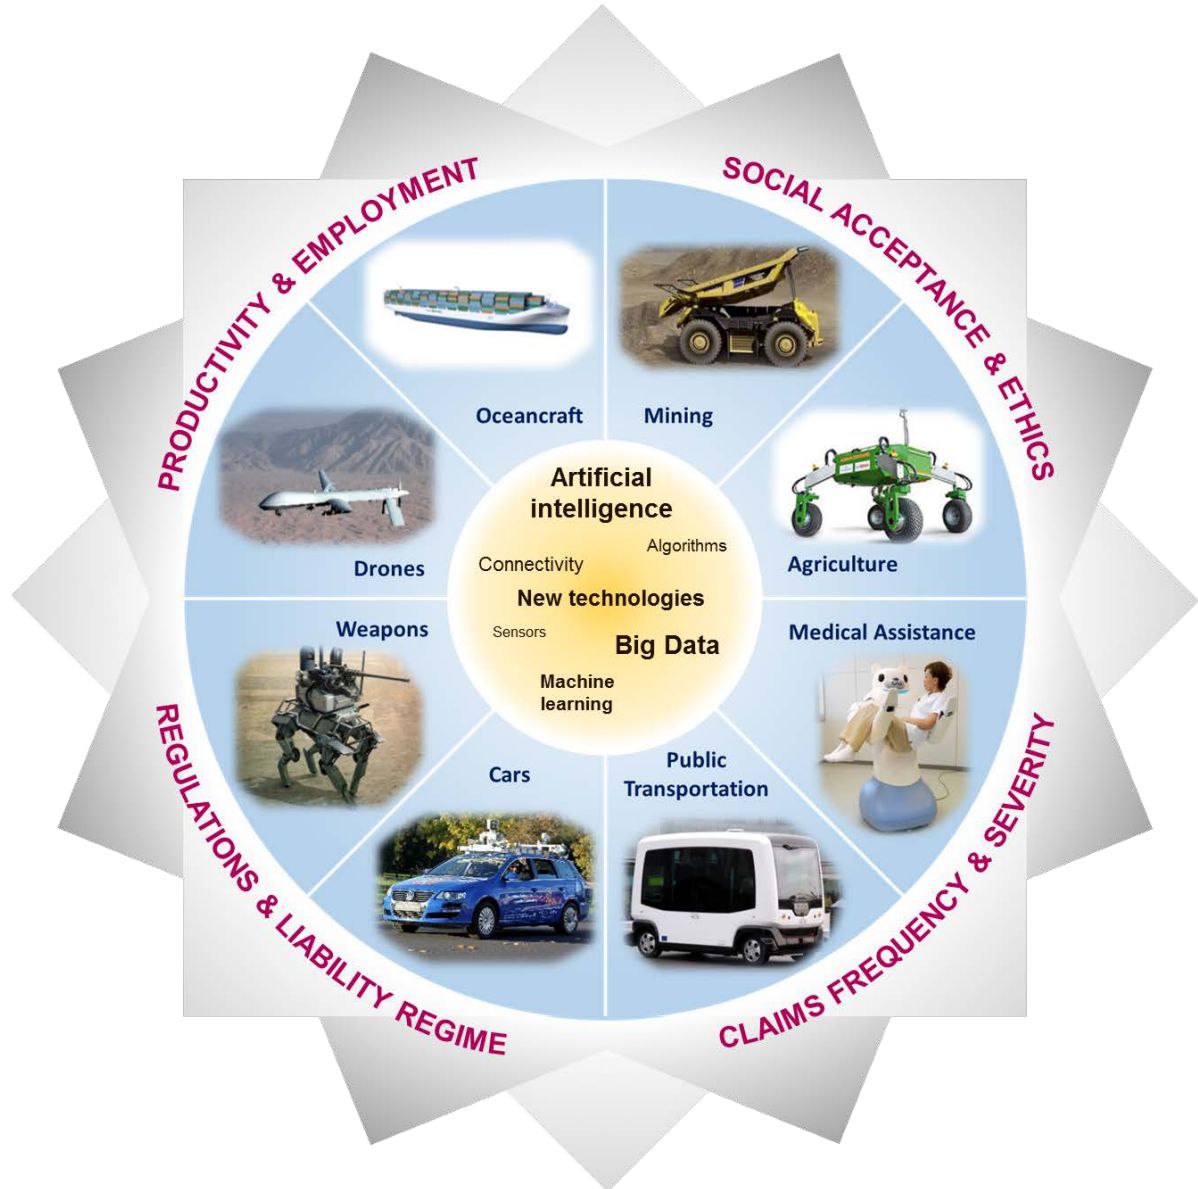 PRODUCTIVITY & EMPLOYMENT
SOCIAL ACCEPTANCE & ETHICS
Oceancraft
Mining
Drones
Agriculture
Artificial
intelligence
Algorithms
Connectivity
New technologies
Sensors
Big Data
Machine
learning
Weapons
Medical Assistance
Cars
Public
Transportation
REGULATIONS & LIABILITY REGIME
CLAIMS FREQUENCY & SEVERITY